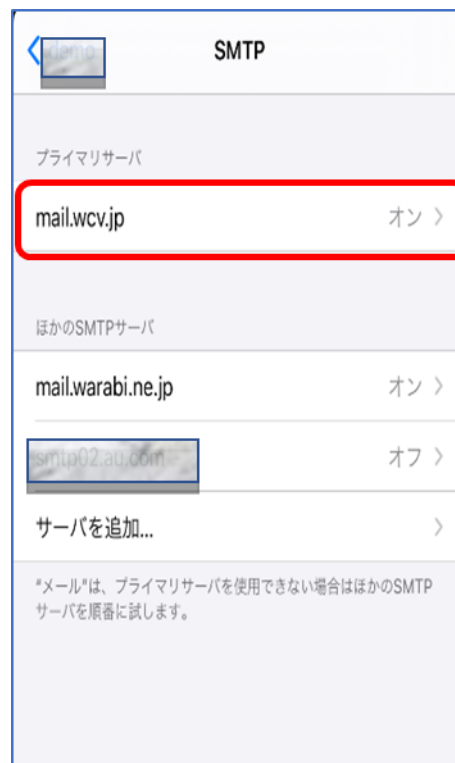 SMTP
プライマリサーバ
mail.wcv.jp オン
ほかのSMTPサーバ
mail.warabi.ne.jp オン
smtp02.au.com オフ
サーバを追加...
"メール"は、プライマリサーバを使用できない場合はほかのSMTP
サーバを順番に試します。